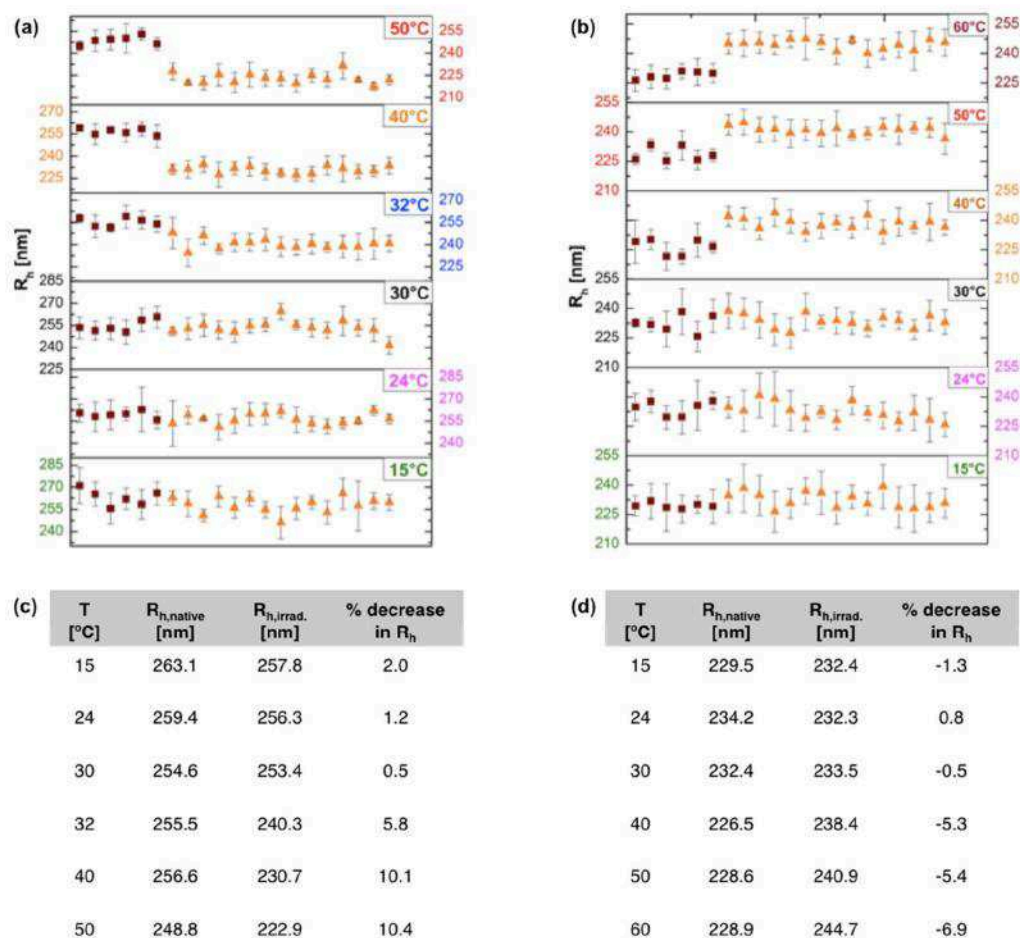 (a)
50°C
255
240
225
210
270
255
240
225
40°C
32°C
270
255
240
225
285
270
255
240
225
30°C
24°C
285
270
255
240
285
270
255
240
15°C
Rh [nm]
(b)
60°C
255
240
225
255
240
225
210
50°C
40°C
255
240
225
210
255
240
225
210
30°C
24°C
255
240
225
210
255
240
225
210
15°C
Rh [nm]
(c)
T Rh,native Rh,irrad. % decrease
[°C] [nm] [nm] in Rh
15 263.1 257.8 2.0
24 259.4 256.3 1.2
30 254.6 253.4 0.5
32 255.5 240.3 5.8
40 256.6 230.7 10.1
50 248.8 222.9 10.4
(d)
T Rh,native Rh,irrad. % decrease
[°C] [nm] [nm] in Rh
15 229.5 232.4 -1.3
24 234.2 232.3 0.8
30 232.4 233.5 -0.5
40 226.5 238.4 -5.3
50 228.6 240.9 -5.4
60 228.9 244.7 -6.9